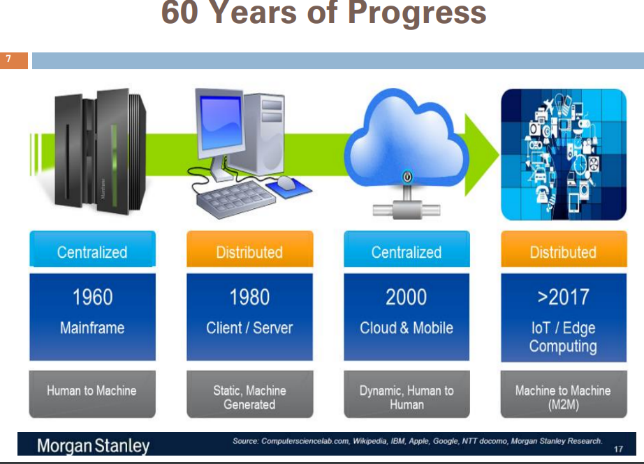 60 Years of Progress
7
Centralized
Distributed
Centralized
Distributed
1960
Mainframe
1980
Client / Server
2000
Cloud & Mobile
>2017
IoT / Edge
Computing
Human to Machine
Static, Machine
Generated
Dynamic, Human to
Human
Machine to Machine
(M2M)
Morgan Stanley
Source: Computersciencelab.com, Wikipedia, IBM, Apple, Google, NTT docomo, Morgan Stanley Research.
17